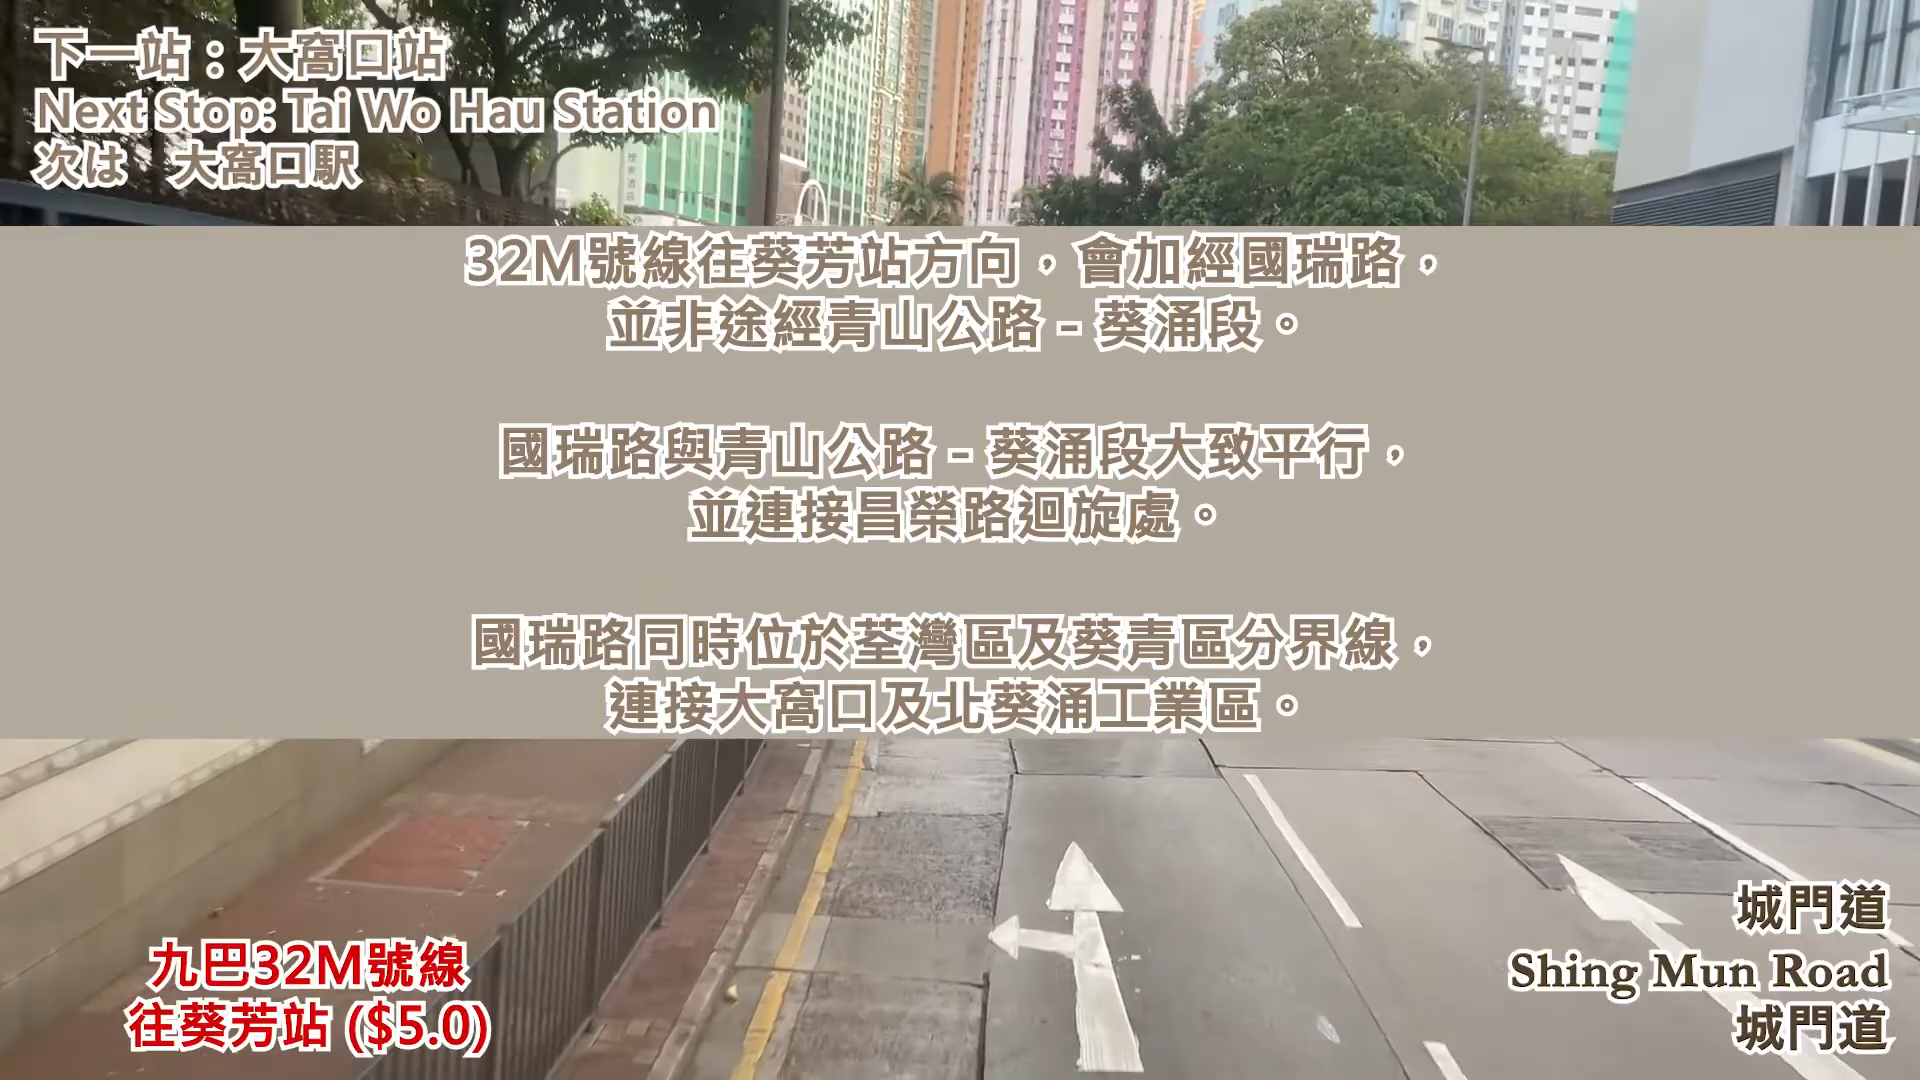 下一站：大窩口站
Next Stop: Tai Wo Hau Station
次は　大窩口駅
32M號線往葵芳站方向，會加經國瑞路，
並非途經青山公路 - 葵涌段。
國瑞路與青山公路 - 葵涌段大致平行，
並連接昌榮路迴旋處。
國瑞路同時位於荃灣區及葵青區分界線，
連接大窩口及北葵涌工業區。
九巴32M號線
往葵芳站 ($5.0)
城門道
Shing Mun Road
城門道